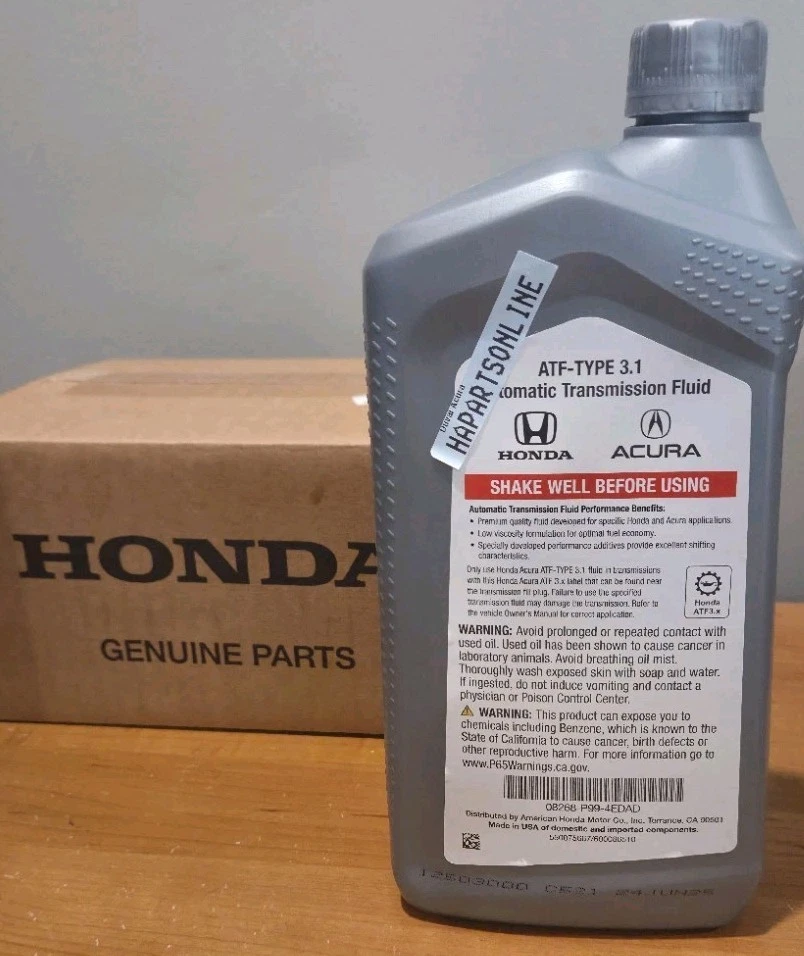 HONDA
GENUINE PARTS
Acura
HAPARTSONLINE
ATF-TYPE 3.1
tomatic Transmission Fluid
HONDA ACURA
SHAKE WELL BEFORE USING
Automatic Transmission Fluid Performance Benefits:
• Premium quality fluid developed for specific Honda and Acura applications.
• Low viscosity formulation for optimal fuel economy.
• Specially developed performance additives provide excellent shifting
characteristics.
Only use Honda Acura ATF-TYPE 3.1 fluid in transmissions
with this Honda Acura ATF 3.x label that can be found near
the transmission fill plug. Failure to use the specified
transmission fluid may damage the transmission. Refer to
the vehicle Owner's Manual for correct application.
Honda
ATF3.x
WARNING: Avoid prolonged or repeated contact with
used oil. Used oil has been shown to cause cancer in
laboratory animals. Avoid breathing oil mist.
Thoroughly wash exposed skin with soap and water.
If ingested, do not induce vomiting and contact a
physician or Poison Control Center.
WARNING: This product can expose you to
chemicals including Benzene, which is known to the
State of California to cause cancer, birth defects or
other reproductive harm. For more information go to
www.P65Warnings.ca.gov.
08268-P99-4EDAD
Distributed by American Honda Motor Co., Inc. Torrance, CA 90501
Made in USA of domestic and imported components.